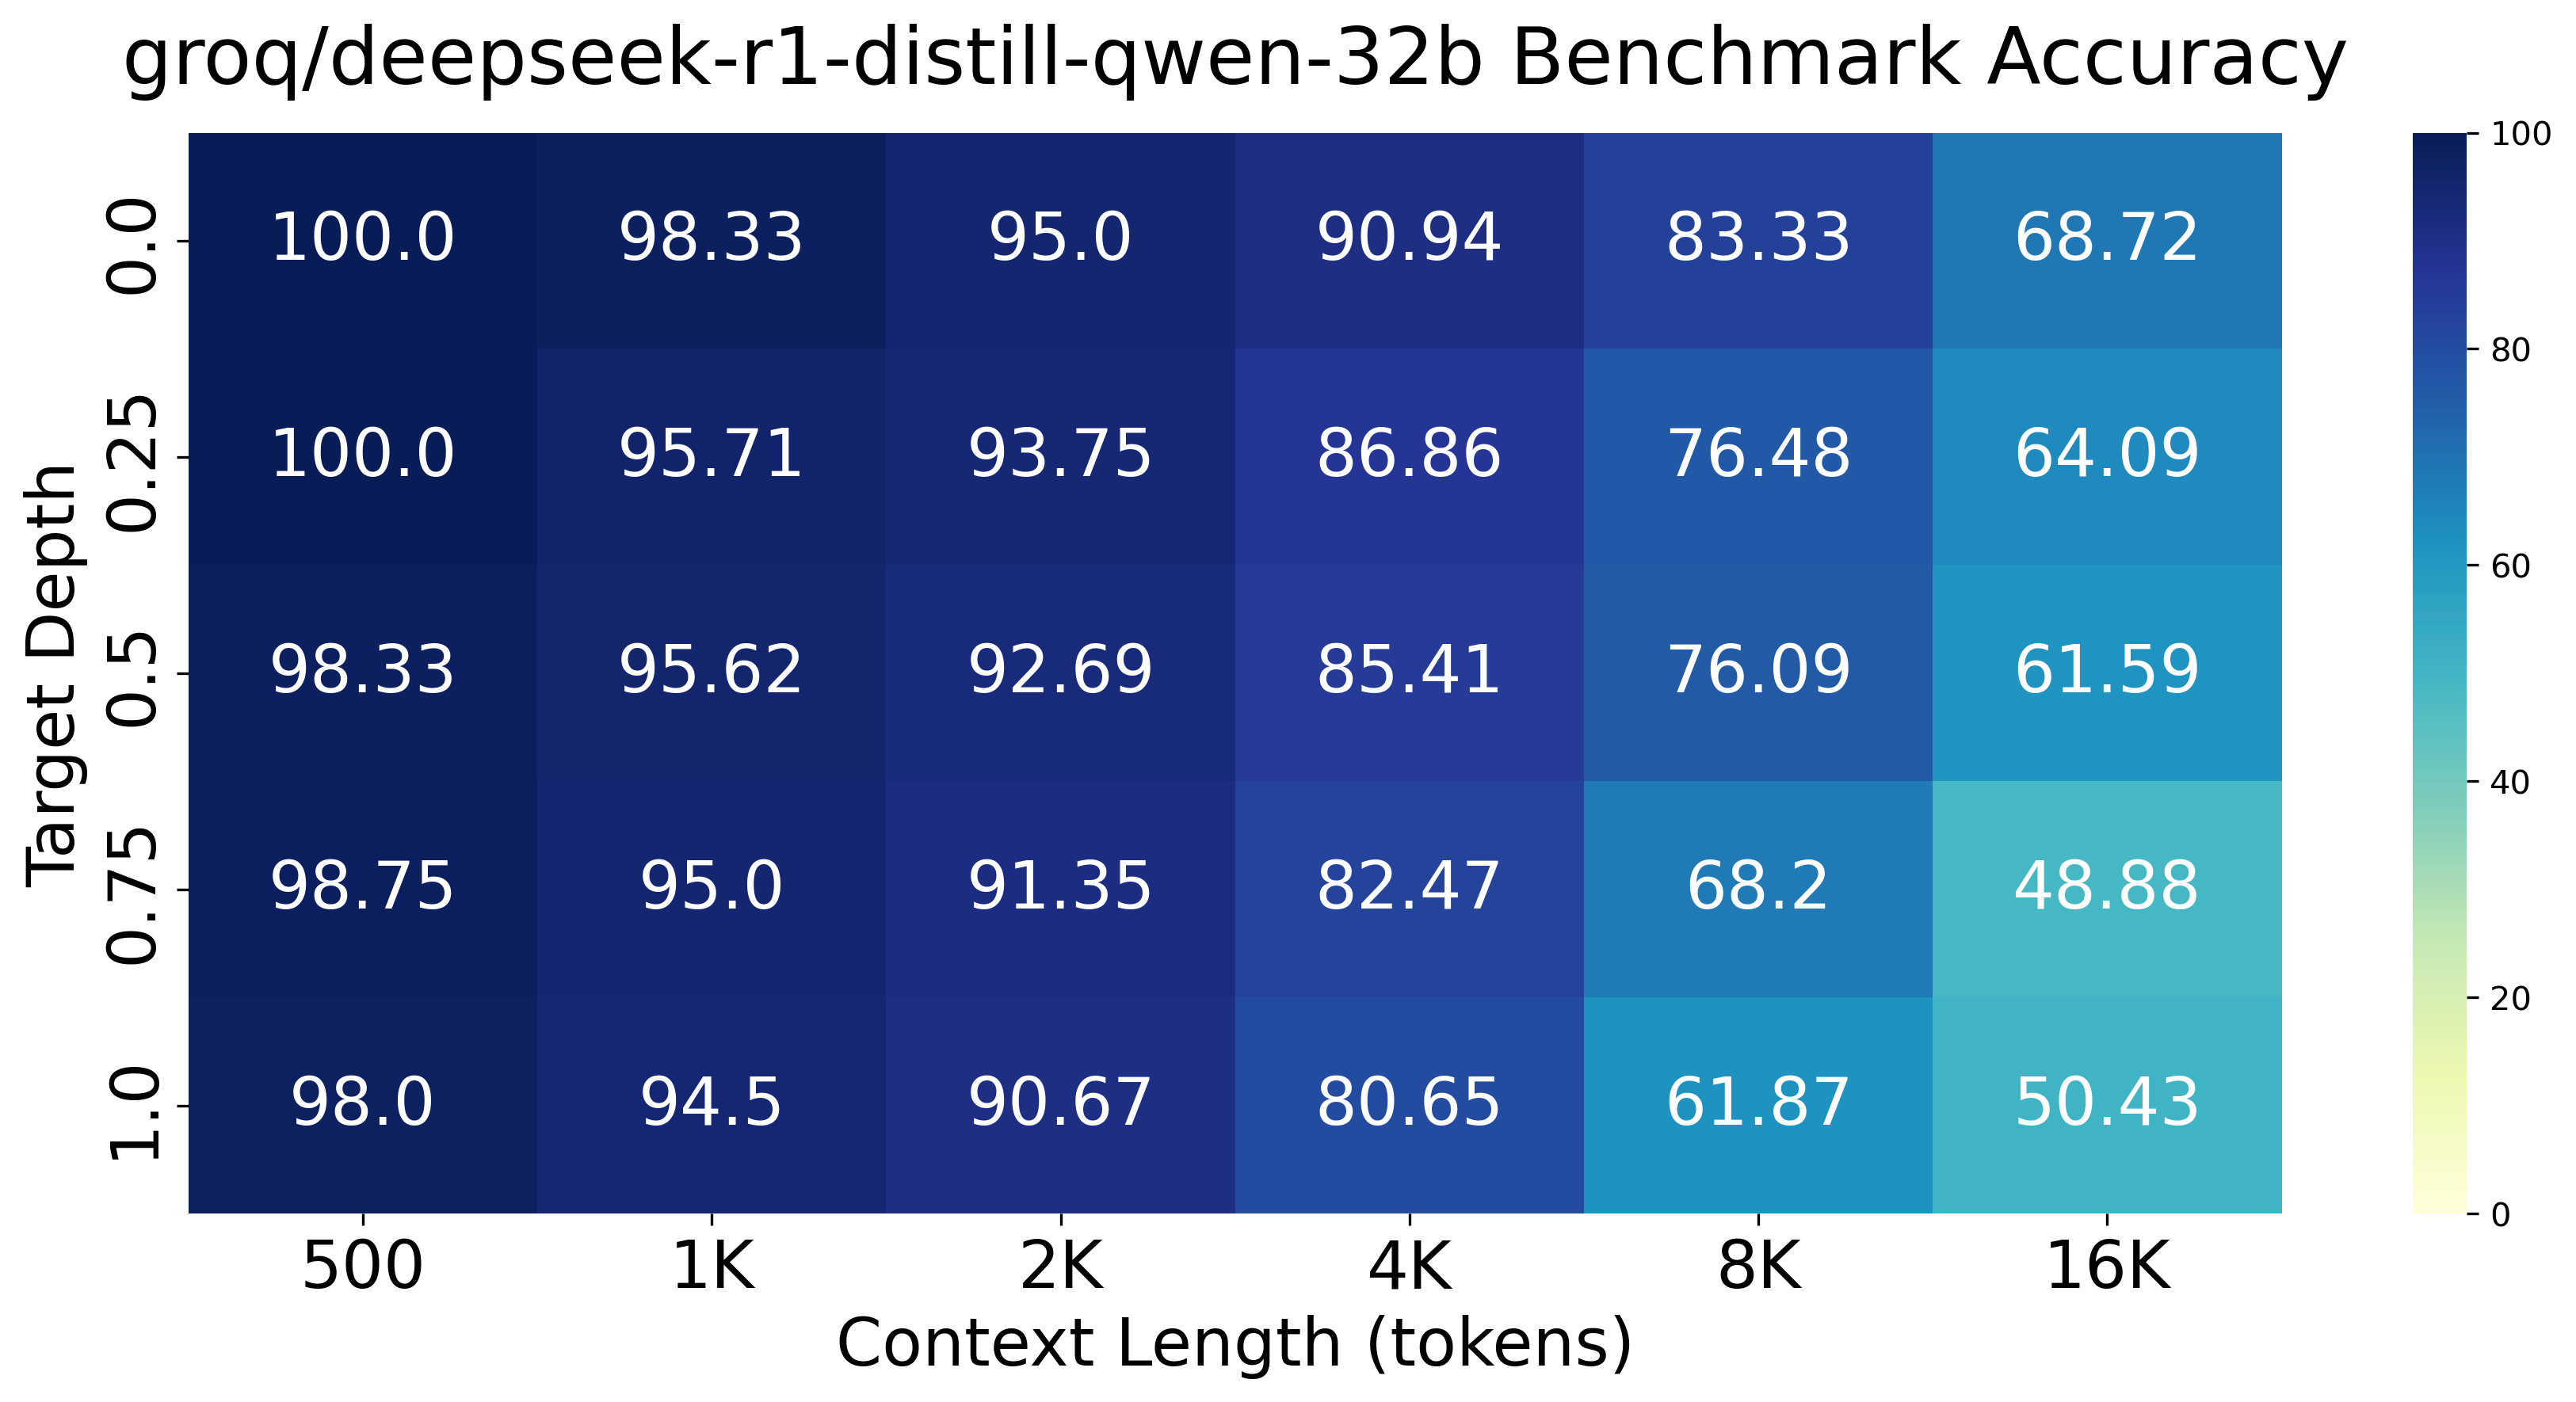 groq/deepseek-r1-distill-qwen-32b Benchmark Accuracy
Target Depth
0.0 100.0 98.33 95.0 90.94 83.33 68.72
0.25 100.0 95.71 93.75 86.86 76.48 64.09
0.5 98.33 95.62 92.69 85.41 76.09 61.59
0.75 98.75 95.0 91.35 82.47 68.2 48.88
1.0 98.0 94.5 90.67 80.65 61.87 50.43
500 1K 2K 4K 8K 16K
Context Length (tokens)
100
80
60
40
20
0